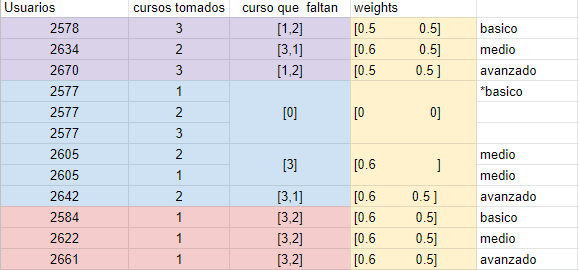 Usuarios cursos tomados curso que faltan weights
2578 3 [1,2] [0.5 0.5] basico
2634 2 [3,1] [0.6 0.5] medio
2670 3 [1,2] [0.5 0.5 ] avanzado
2577 1 *basico
2577 2 [0] [0 0]
2577 3
2605 2 medio
[3] [0.6 ]
2605 1 medio
2642 2 [3,1] [0.6 0.5 ] avanzado
2584 1 [3,2] [0.6 0.5] basico
2622 1 [3,2] [0.6 0.5] medio
2661 1 [3,2] [0.6 0.5] avanzado